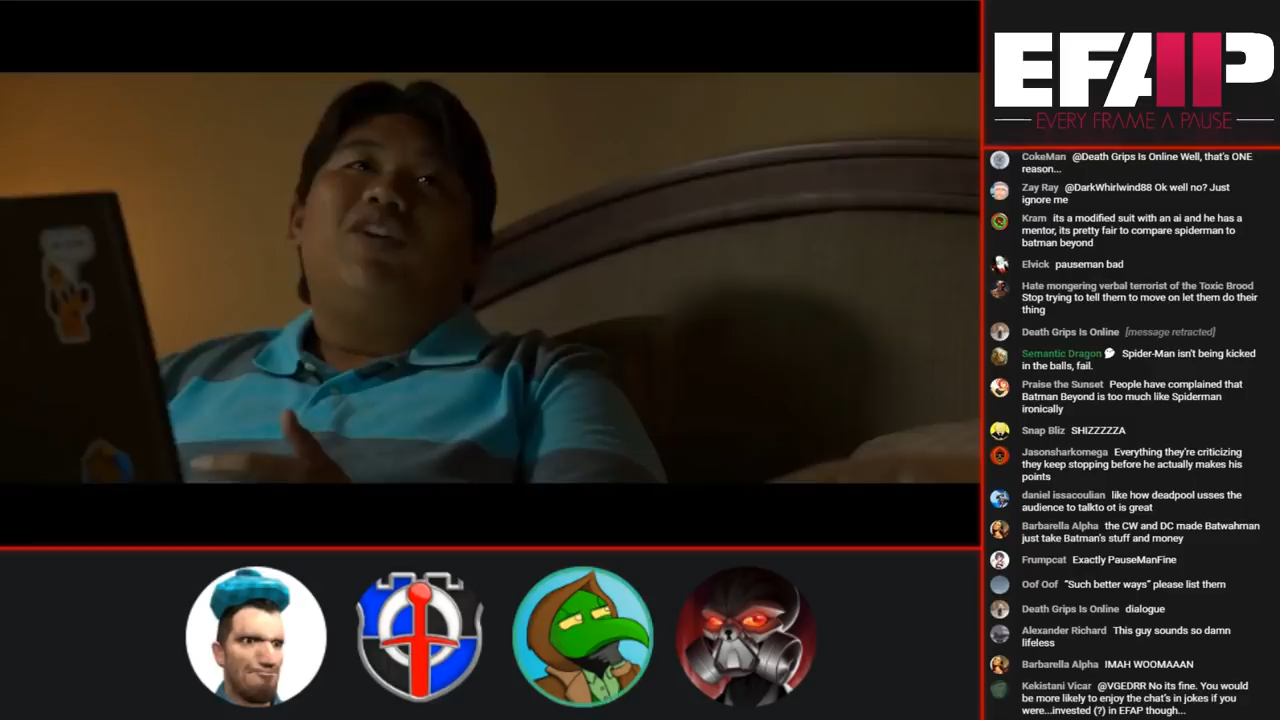 EFAP
EVERY FRAME A PAUSE
CokeMan @Death Grips Is Online Well, that's ONE
reason...
Zay Ray @DarkWhirlwind88 Ok well no? Just
ignore me
Kram its a modified suit with an ai and he has a
mentor, its pretty fair to compare spiderman to
batman beyond
Elvick pauseman bad
Hate mongering verbal terrorist of the Toxic Brood
Stop trying to tell them to move on let them do their
thing
Death Grips Is Online [message retracted]
Semantic Dragon Spider-Man isn't being kicked
in the balls, fail.
Praise the Sunset People have complained that
Batman Beyond is too much like Spiderman
ironically
Snap Bliz SHIZZZZZA
Jasonsharkomega Everything they're criticizing
they keep stopping before he actually makes his
points
daniel issacoulian like how deadpool usses the
audience to talkto ot is great
Barbarella Alpha the CW and DC made Batwahman
just take Batman's stuff and money
Frumpcat Exactly PauseManFine
Oof Oof “Such better ways” please list them
Death Grips Is Online dialogue
Alexander Richard This guy sounds so damn
lifeless
Barbarella Alpha IMAH WOOMAAAN
Kekistani Vicar @VGEDRR No its fine. You would
be more likely to enjoy the chat's in jokes if you
were...invested (?) in EFAP though...